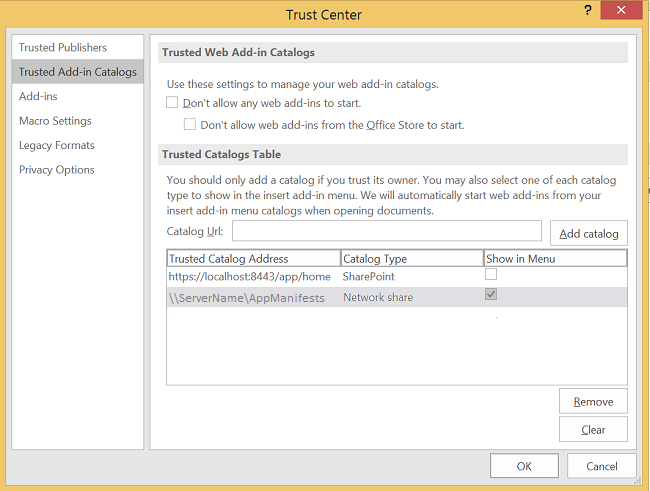 Trust Center
?
Trusted Publishers
Trusted Add-in Catalogs
Add-ins
Macro Settings
Legacy Formats
Privacy Options
Trusted Web Add-in Catalogs
Use these settings to manage your web add-in catalogs.
Don't allow any web add-ins to start.
Don't allow web add-ins from the Office Store to start.
Trusted Catalogs Table
You should only add a catalog if you trust its owner. You may also select one of each catalog
type to show in the insert add-in menu. We will automatically start web add-ins from your
insert add-in menu catalogs when opening documents.
Catalog Url:
Add catalog
Trusted Catalog Address Catalog Type Show in Menu
https://localhost:8443/app/home SharePoint
\\ServerName\AppManifests Network share
Remove
Clear
OK Cancel